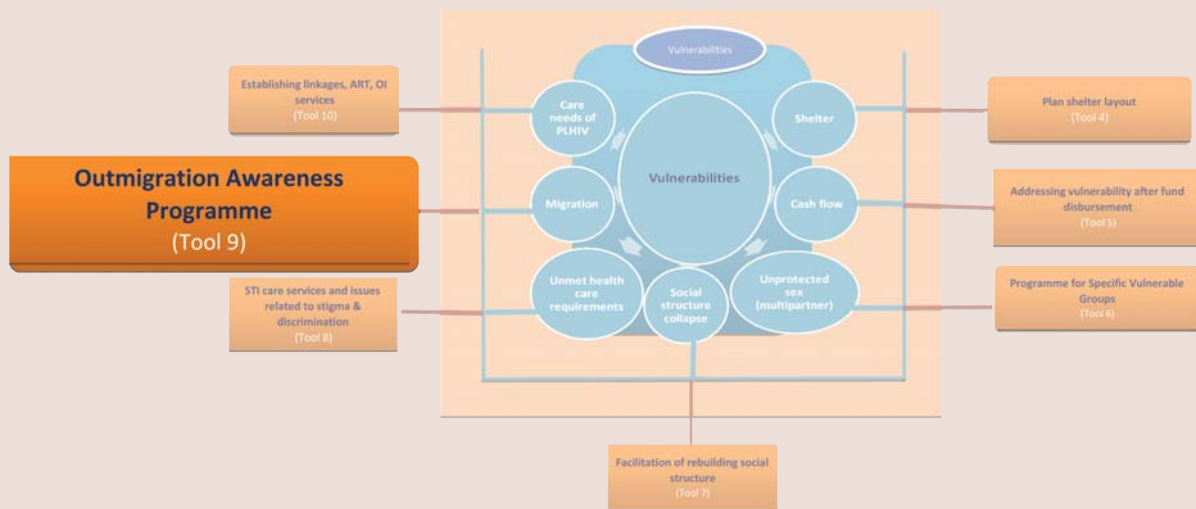 Vulnerabilities
Establishing linkages, ART, OI
services
(Tool 10)
Care
needs of
PLHIV
Shelter
Plan shelter layout
(Tool 4)
Outmigration Awareness
Programme
(Tool 9)
Migration
Vulnerabilities
Cash flow
Addressing vulnerability after fund
disbursement
(Tool 5)
STI care services and issues
related to stigma &
discrimination
(Tool 8)
Unmet health
care
requirements
Social
structure
collapse
Unprotected
sex
(multipartner)
Programme for Specific Vulnerable
Groups
(Tool 6)
Facilitation of rebuilding social
structure
(Tool 7)